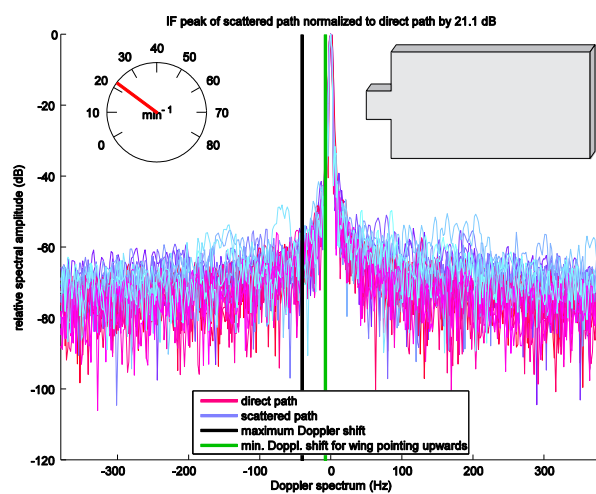 IF peak of scattered path normalized to direct path by 21.1 dB
0
-20
-40
-60
-80
-100
-120
relative spectral amplitude (dB)
0
10
20
30
40
50
60
70
80
min-1
direct path
scattered path
maximum Doppler shift
min. Doppl. shift for wing pointing upwards
-300
-200
-100
0
100
200
300
Doppler spectrum (Hz)